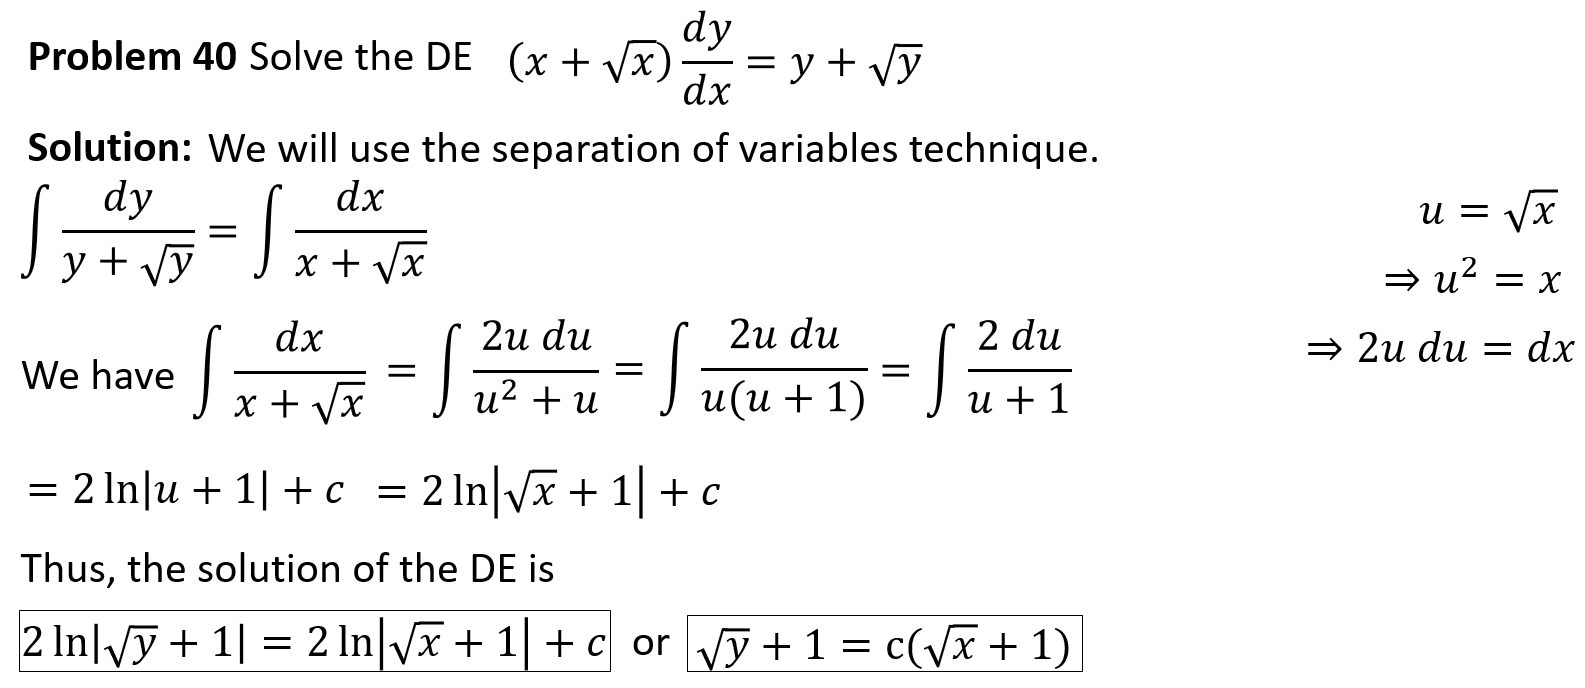 Problem 40 Solve the DE (x + √x) dy/dx = y + √y
Solution: We will use the separation of variables technique.
∫ dy/(y + √y) = ∫ dx/(x + √x)
u = √x
⇒ u² = x
⇒ 2u du = dx
We have ∫ dx/(x + √x) = ∫ 2u du/(u² + u) = ∫ 2u du/(u(u + 1)) = ∫ 2 du/(u + 1)
= 2 ln|u + 1| + c = 2 ln|√x + 1| + c
Thus, the solution of the DE is
2 ln|√y + 1| = 2 ln|√x + 1| + c or √y + 1 = c(√x + 1)